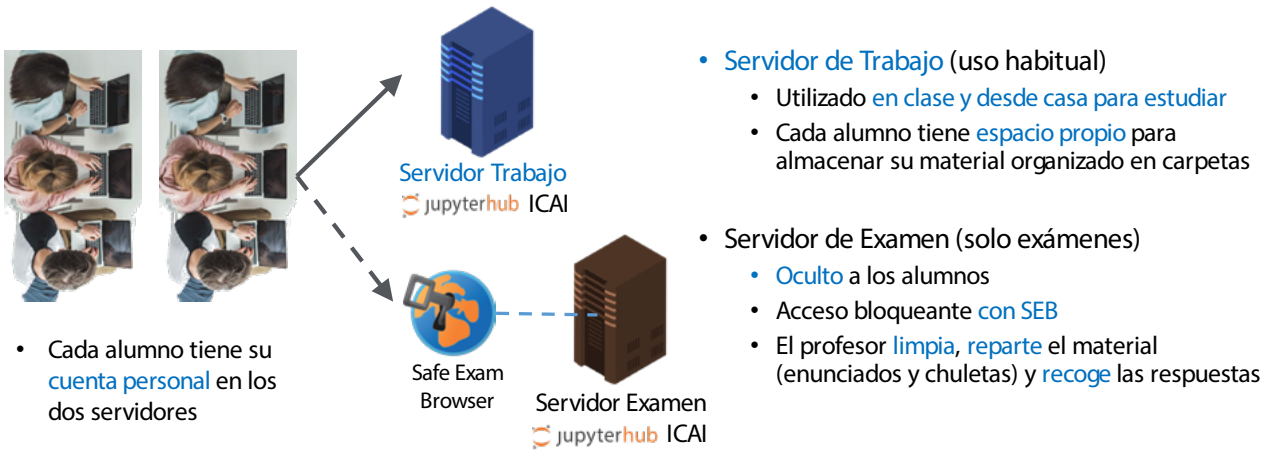 Servidor Trabajo
jupyterhub ICAI
Safe Exam
Browser
Servidor Examen
jupyterhub ICAI
• Cada alumno tiene su
cuenta personal en los
dos servidores
• Servidor de Trabajo (uso habitual)
• Utilizado en clase y desde casa para estudiar
• Cada alumno tiene espacio propio para
almacenar su material organizado en carpetas
• Servidor de Examen (solo exámenes)
• Oculto a los alumnos
• Acceso bloqueante con SEB
• El profesor limpia, reparte el material
(enunciados y chuletas) y recoge las respuestas